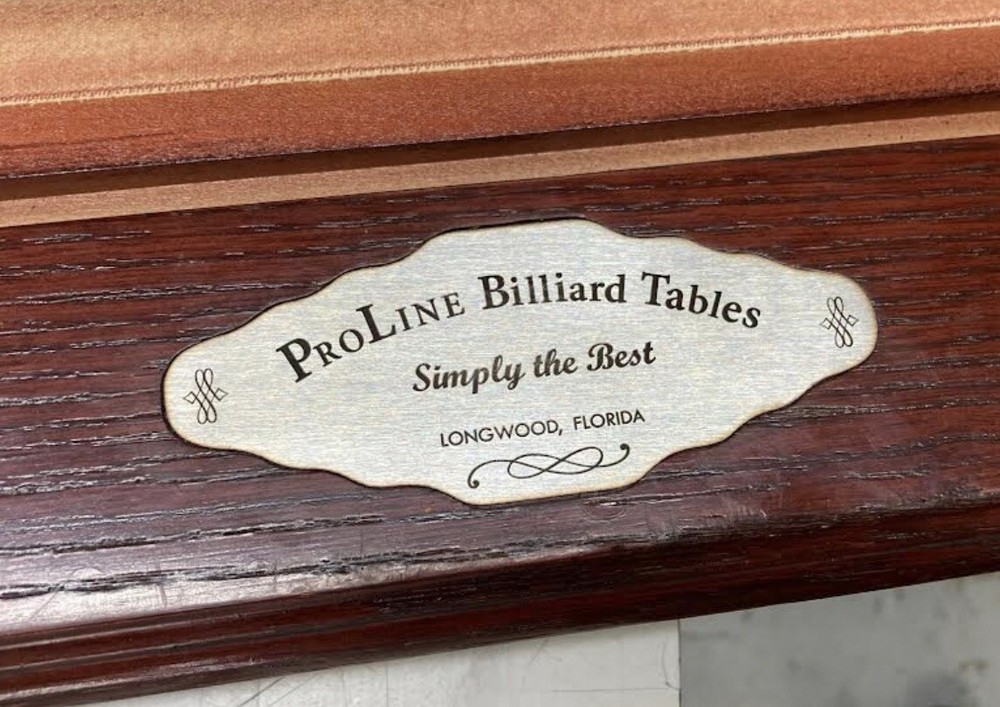 ProLine Billiard Tables
Simply the Best
LONGWOOD, FLORIDA